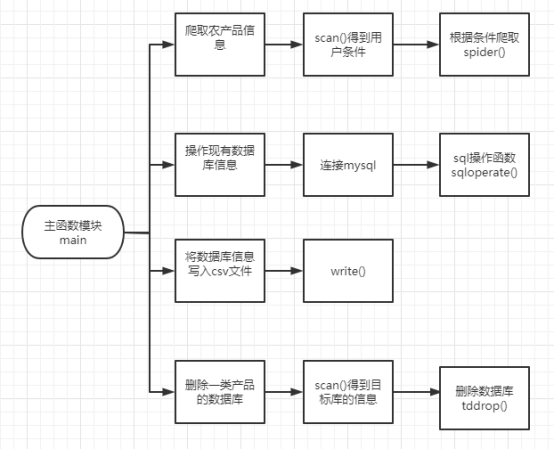 爬取农产品信
息
scan()得到用
户条件
根据条件爬取
spider()
操作现有数据
库信息
连接mysql
sql操作函数
sqloperate()
主函数模块
main
将数据库信息
写入csv文件
write()
删除一类产品
的数据库
scan()得到目
标库的信息
删除数据库
tddrop()